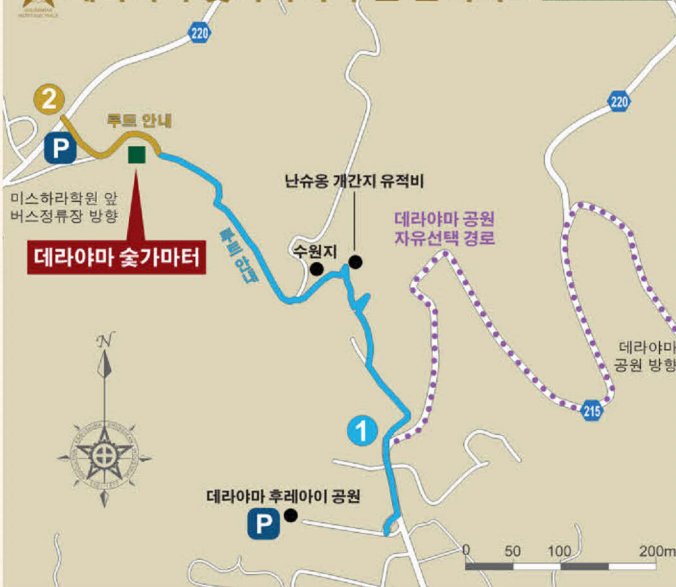 220
2
루트 안내
P
220
미스하라학원 앞
버스정류장 방향
난슈옹 개간지 유적비
데라야마 공원
자유선택 경로
데라야마 숯가마터
수원지
루트 안내
N
데라야마
공원 방향
215
1
데라야마 후레아이 공원
P
0 50 100 200m